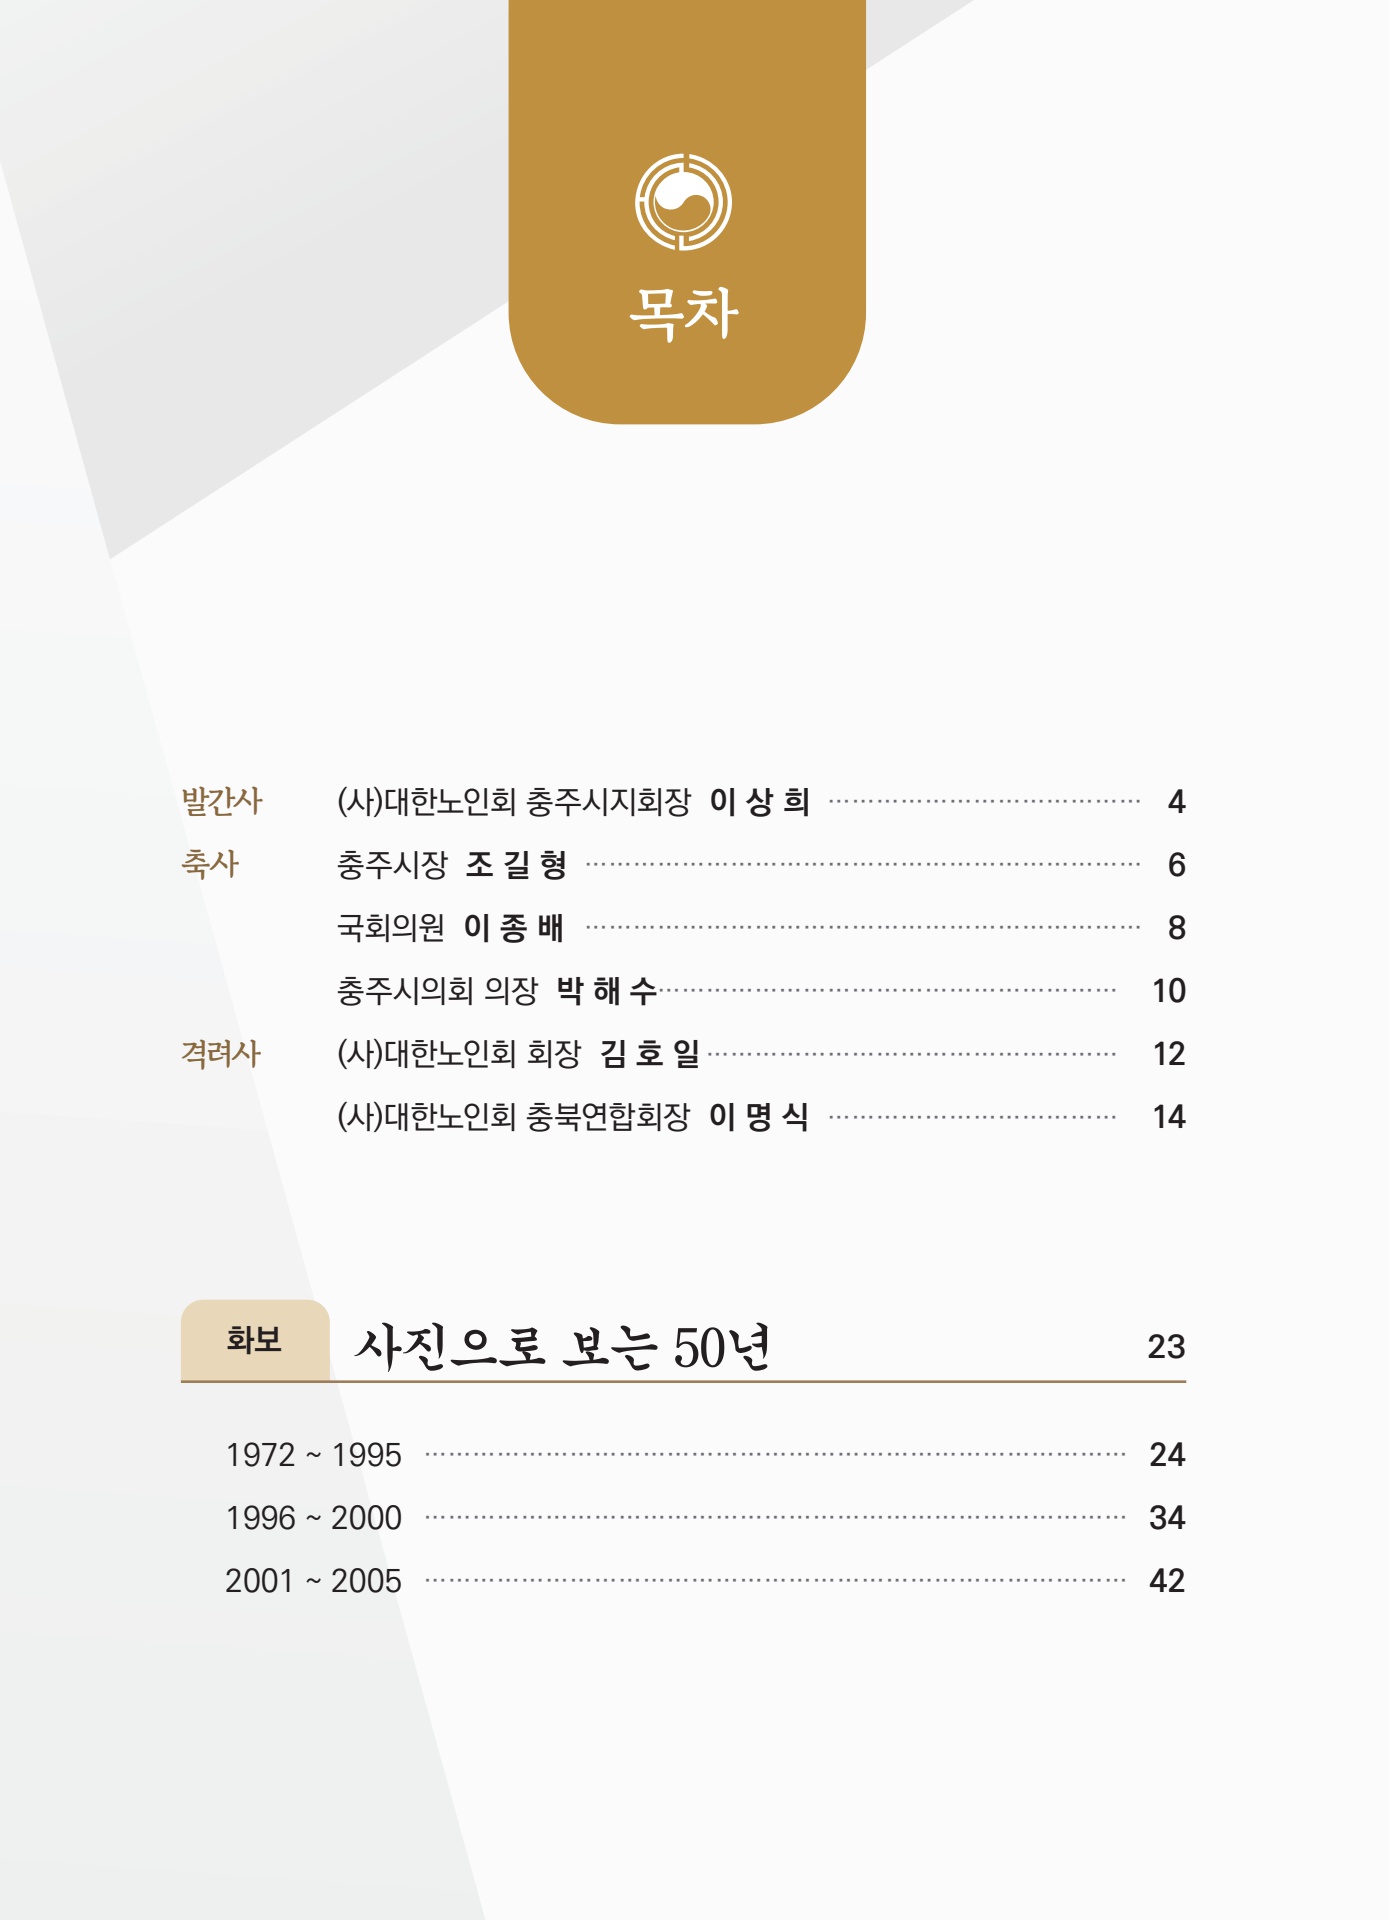 목차
발간사 (사)대한노인회 충주시지회장 이 상 희 4
축사 충주시장 조 길 형 6
국회의원 이 종 배 8
충주시의회 의장 박 해 수 10
격려사 (사)대한노인회 회장 김 호 일 12
(사)대한노인회 충북연합회장 이 명 식 14
화보 사진으로 보는 50년 23
1972 ~ 1995 24
1996 ~ 2000 34
2001 ~ 2005 42